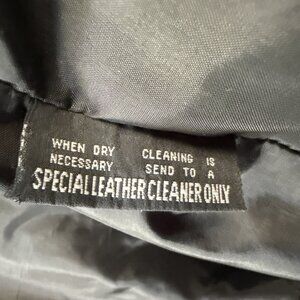 WHEN DRY CLEANING IS
NECESSARY SEND TO A
SPECIAL LEATHER CLEANER ONLY